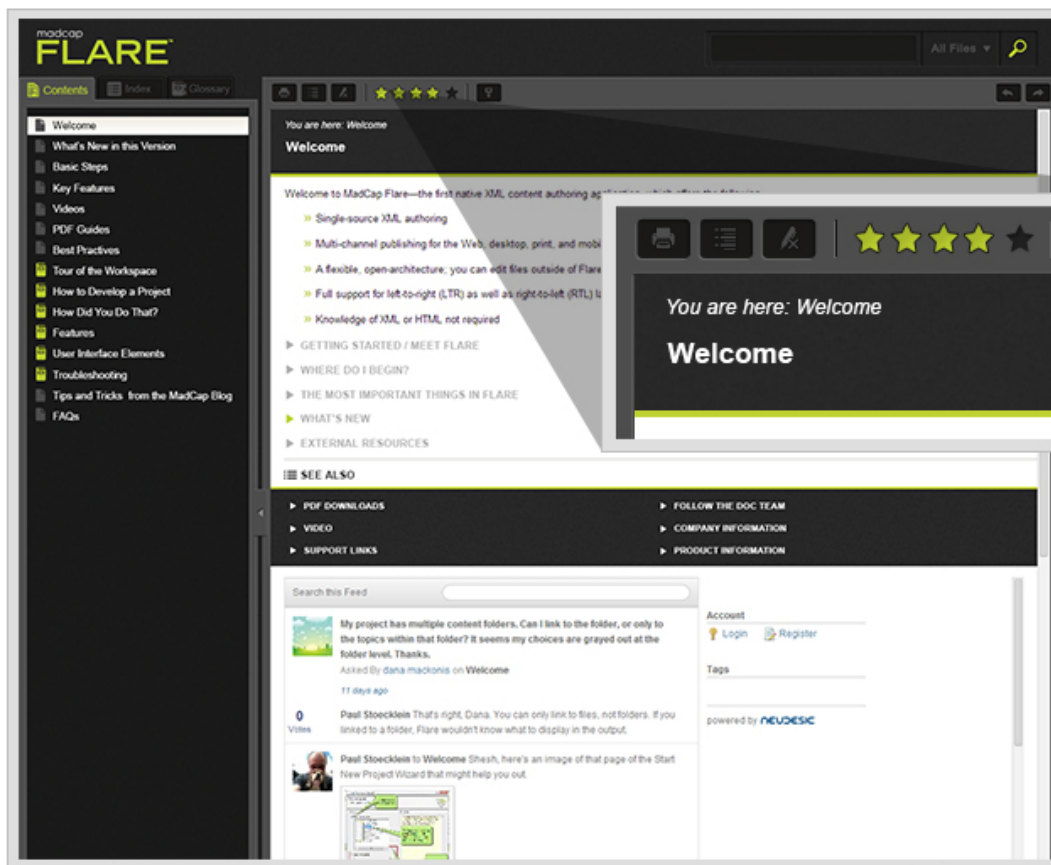 madcap
FLARE™
All Files
Contents
Index
Glossary
Welcome
What's New in this Version
Basic Steps
Key Features
Videos
PDF Guides
Best Practives
Tour of the Workspace
How to Develop a Project
How Did You Do That?
Features
User Interface Elements
Troubleshooting
Tips and Tricks from the MadCap Blog
FAQs
You are here: Welcome
Welcome
Welcome to MadCap Flare—the first native XML content authoring application, which offers the following
» Single-source XML authoring
» Multi-channel publishing for the Web, desktop, print, and mobi
» A flexible, open-architecture; you can edit files outside of Flare
» Full support for left-to-right (LTR) as well as right-to-left (RTL) la
» Knowledge of XML or HTML not required
GETTING STARTED / MEET FLARE
WHERE DO I BEGIN?
THE MOST IMPORTANT THINGS IN FLARE
WHAT'S NEW
EXTERNAL RESOURCES
You are here: Welcome
Welcome
SEE ALSO
PDF DOWNLOADS
VIDEO
SUPPORT LINKS
FOLLOW THE DOC TEAM
COMPANY INFORMATION
PRODUCT INFORMATION
Search this Feed
My project has multiple content folders. Can I link to the folder, or only to
the topics within that folder? It seems my choices are grayed out at the
folder level. Thanks.
Asked By dana mackonis on Welcome
11 days ago
0
Votes
Paul Stoecklein That's right, Dana. You can only link to files, not folders. If you
linked to a folder, Flare wouldn't know what to display in the output.
Paul Stoecklein to Welcome Shesh, here's an image of that page of the Start
New Project Wizard that might help you out.
Account
Login
Register
Tags
powered by neudesic